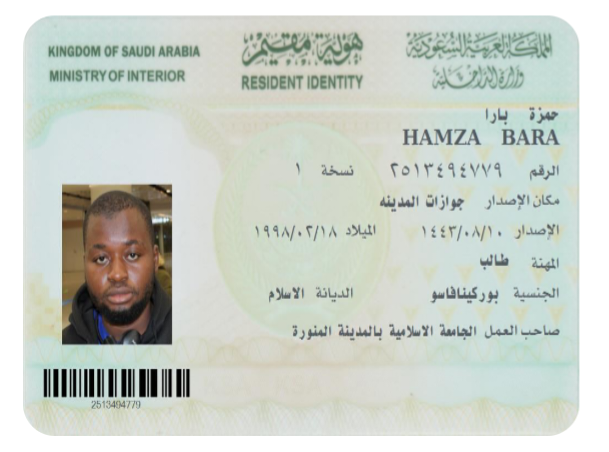 KINGDOM OF SAUDI ARABIA
MINISTRY OF INTERIOR
هوية مقيم
RESIDENT IDENTITY
المملكة العربية السعودية
وزارة الداخلية
حمزة بارا
HAMZA BARA
الرقم ٢٥١٣٤٩٤٧٧٩ نسخة ١
مكان الإصدار جوازات المدينه
الإصدار ١٤٤٣/٠٨/١٠ الميلاد ١٩٩٨/٠٢/١٨
المهنة طالب
الجنسية بوركينافاسو الديانة الاسلام
صاحب العمل الجامعة الاسلامية بالمدينة المنورة
2513494779